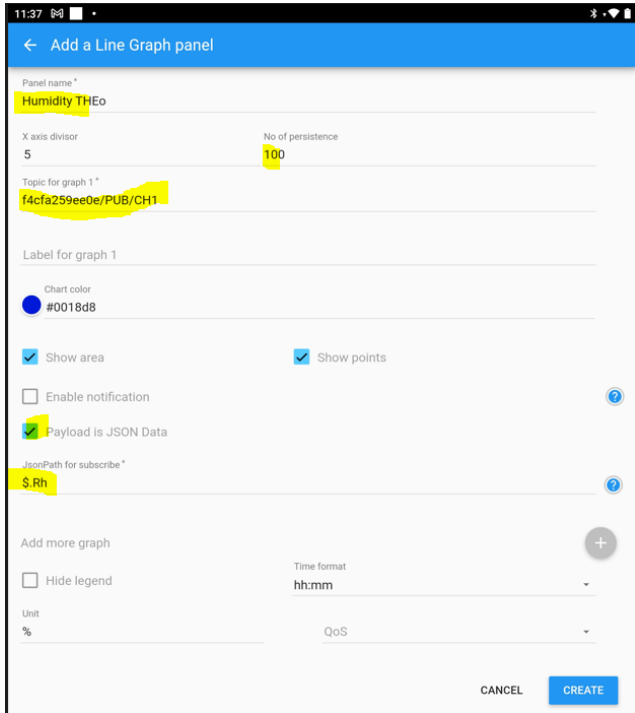 11:37
Add a Line Graph panel
Panel name *
Humidity THEo
X axis divisor No of persistence
5 100
Topic for graph 1 *
f4cfa259ee0e/PUB/CH1
Label for graph 1
Chart color
#0018d8
Show area Show points
Enable notification ?
Payload is JSON Data
JsonPath for subscribe *
$.Rh ?
Add more graph +
Time format
Hide legend hh:mm
Unit
% QoS
CANCEL CREATE